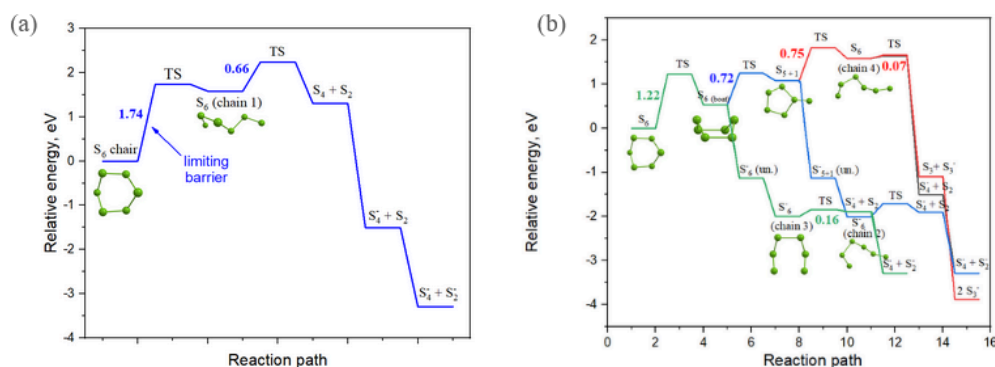 (a)
3
2
1
0
-1
-2
-3
-4
Relative energy, eV
Reaction path
S₆ chair
1.74
limiting
barrier
TS
S₆ (chain 1)
0.66
TS
S₄ + S₂
S₄⁻ + S₂
S₄⁻ + S₂⁻
(b)
2
1
0
-1
-2
-3
-4
Relative energy, eV
0 2 4 6 8 10 12 14 16
Reaction path
S₆
1.22
TS
S₆ (boat)
0.72
TS
S₅₊₁
0.75
TS
S₆
(chain 4)
TS
0.07
S₆⁻ (un.)
S₅₊₁⁻ (un.)
S₆⁻
(chain 3)
TS
0.16
S₄⁻ + S₂
S₆⁻
(chain 2)
TS
S₃ + S₃⁻
S₄⁻ + S₂
S₄⁻ + S₂
S₄⁻ + S₂⁻
S₄⁻ + S₂⁻
2 S₃⁻